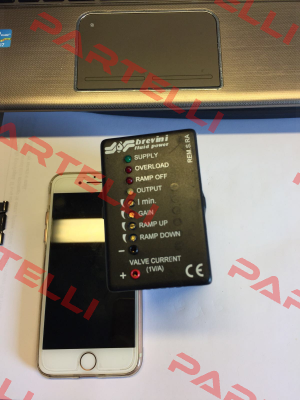 PARTELLI
brevini
fluid power
REM.S.RA
SUPPLY
OVERLOAD
RAMP OFF
OUTPUT
I min.
GAIN
RAMP UP
RAMP DOWN
−
VALVE CURRENT
(1V/A)
+
CE
PARTELLI
PARTELLI